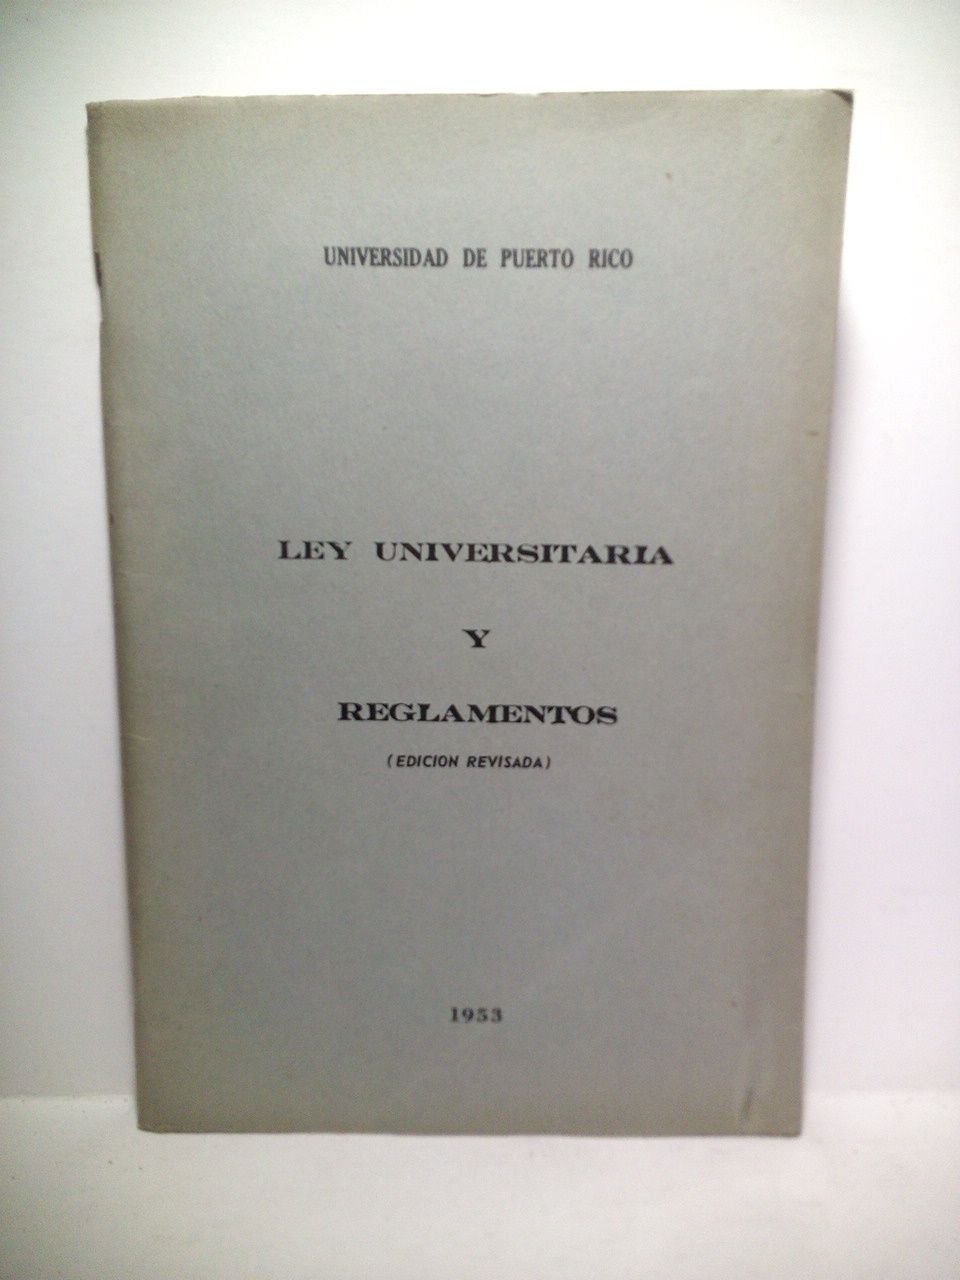 UNIVERSIDAD DE PUERTO RICO
LEY UNIVERSITARIA
Y
REGLAMENTOS
(EDICION REVISADA)
1953